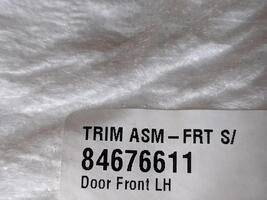 TRIM ASM-FRT S/
84676611
Door Front LH